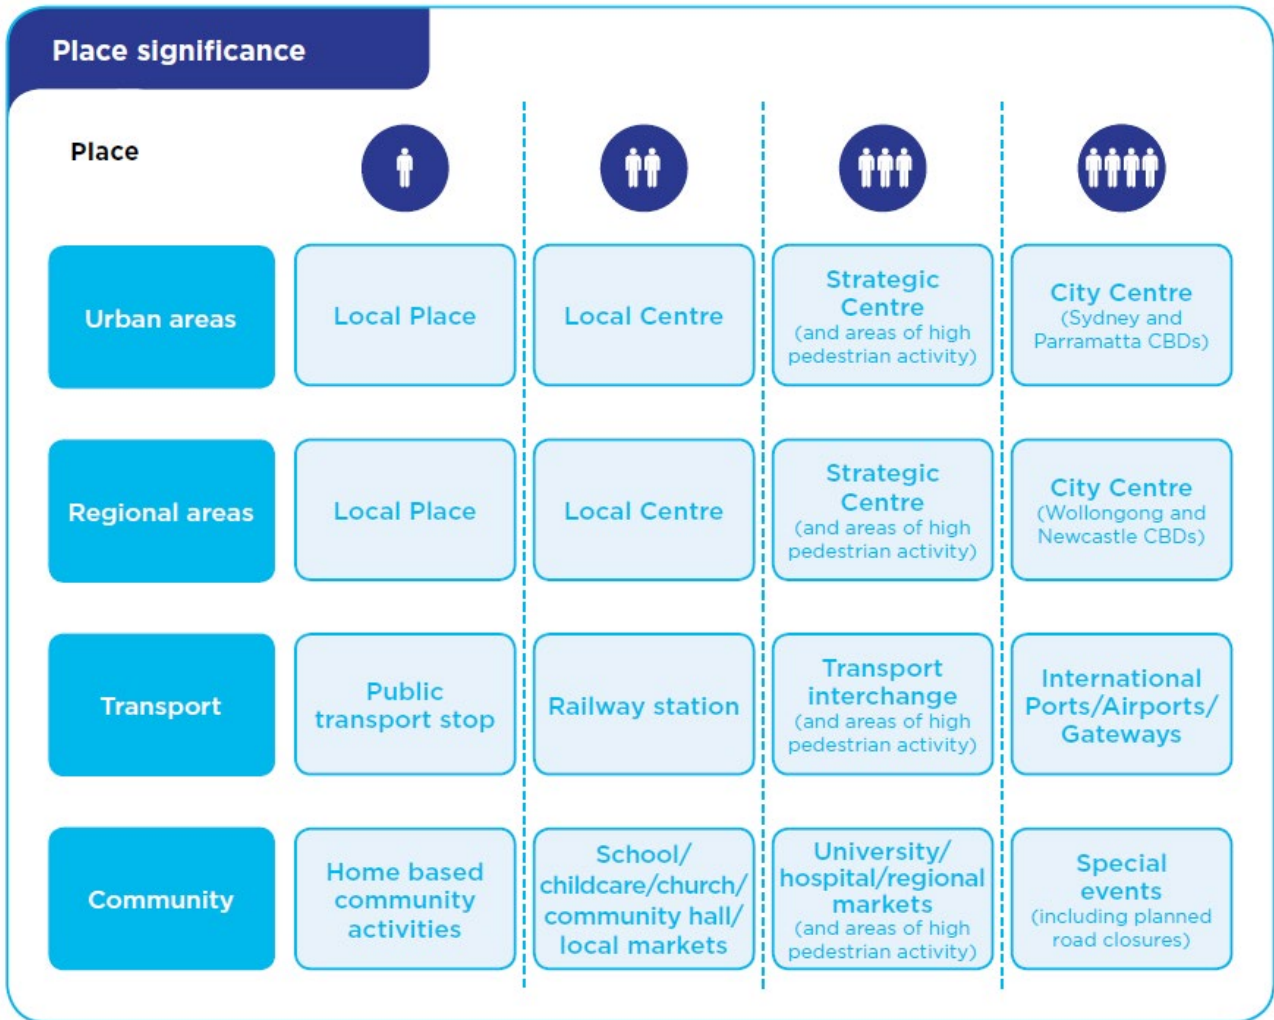 Place significance
Place
Urban areas
Local Place
Local Centre
Strategic
Centre
(and areas of high
pedestrian activity)
City Centre
(Sydney and
Parramatta CBDs)
Regional areas
Local Place
Local Centre
Strategic
Centre
(and areas of high
pedestrian activity)
City Centre
(Wollongong and
Newcastle CBDs)
Transport
Public
transport stop
Railway station
Transport
interchange
(and areas of high
pedestrian activity)
International
Ports/Airports/
Gateways
Community
Home based
community
activities
School/
childcare/church/
community hall/
local markets
University/
hospital/regional
markets
(and areas of high
pedestrian activity)
Special
events
(including planned
road closures)